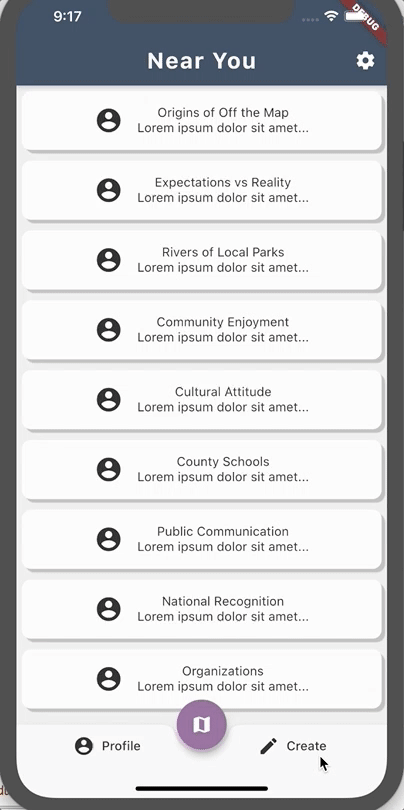 9:17
DEBUG
Near You
Origins of Off the Map
Lorem ipsum dolor sit amet...
Expectations vs Reality
Lorem ipsum dolor sit amet...
Rivers of Local Parks
Lorem ipsum dolor sit amet...
Community Enjoyment
Lorem ipsum dolor sit amet...
Cultural Attitude
Lorem ipsum dolor sit amet...
County Schools
Lorem ipsum dolor sit amet...
Public Communication
Lorem ipsum dolor sit amet...
National Recognition
Lorem ipsum dolor sit amet...
Organizations
Lorem ipsum dolor sit amet...
Profile
Create